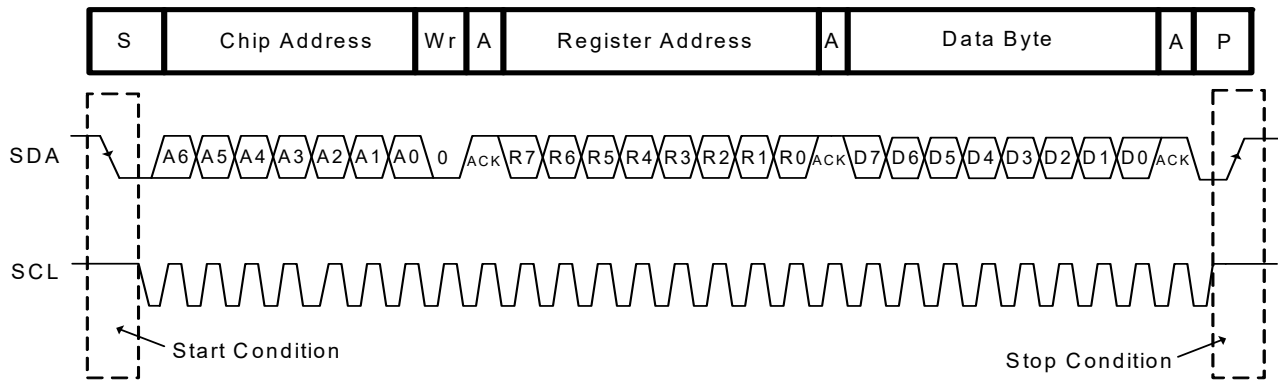 S Chip Address Wr A Register Address A Data Byte A P
SDA A6 A5 A4 A3 A2 A1 A0 0 ACK R7 R6 R5 R4 R3 R2 R1 R0 ACK D7 D6 D5 D4 D3 D2 D1 D0 ACK
SCL
Start Condition
Stop Condition